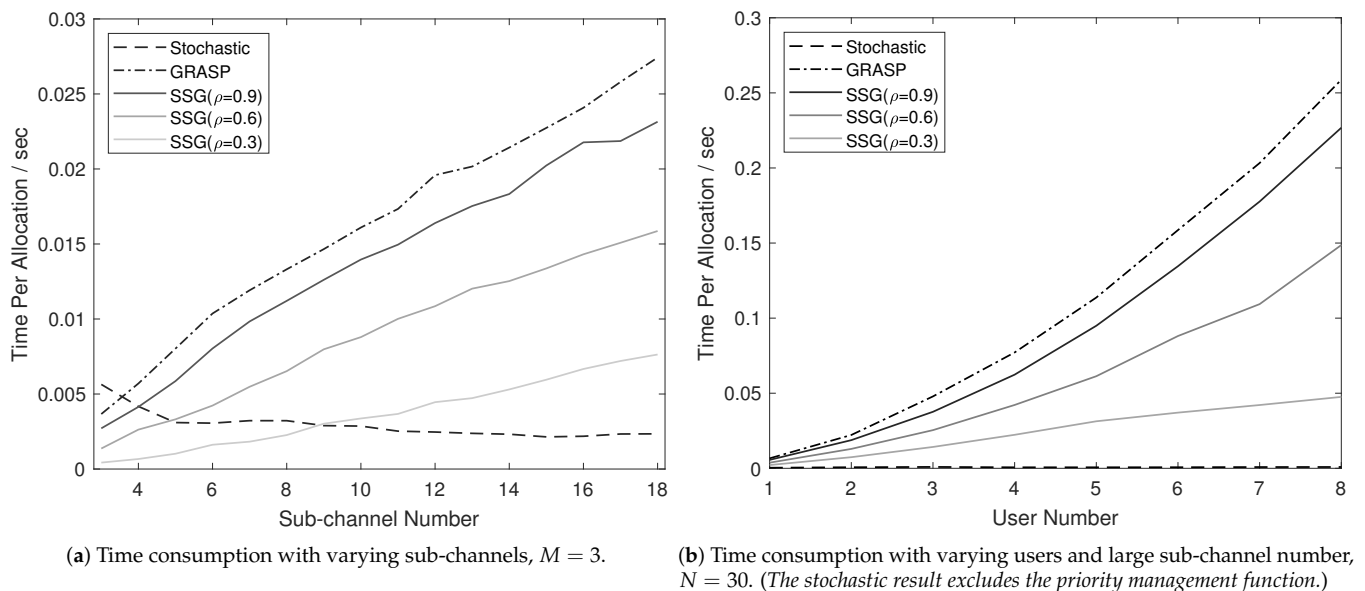 0.03
0.025
0.02
0.015
0.01
0.005
0
Time Per Allocation / sec
Stochastic
GRASP
SSG(ρ=0.9)
SSG(ρ=0.6)
SSG(ρ=0.3)
4 6 8 10 12 14 16 18
Sub-channel Number
(a) Time consumption with varying sub-channels, M = 3.
0.3
0.25
0.2
0.15
0.1
0.05
0
Time Per Allocation / sec
Stochastic
GRASP
SSG(ρ=0.9)
SSG(ρ=0.6)
SSG(ρ=0.3)
1 2 3 4 5 6 7 8
User Number
(b) Time consumption with varying users and large sub-channel number,
N = 30. (The stochastic result excludes the priority management function.)